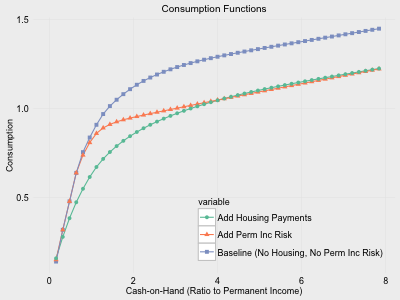 Consumption Functions
1.5
1.0
0.5
Consumption
variable
Add Housing Payments
Add Perm Inc Risk
Baseline (No Housing, No Perm Inc Risk)
0 2 4 6 8
Cash-on-Hand (Ratio to Permanent Income)